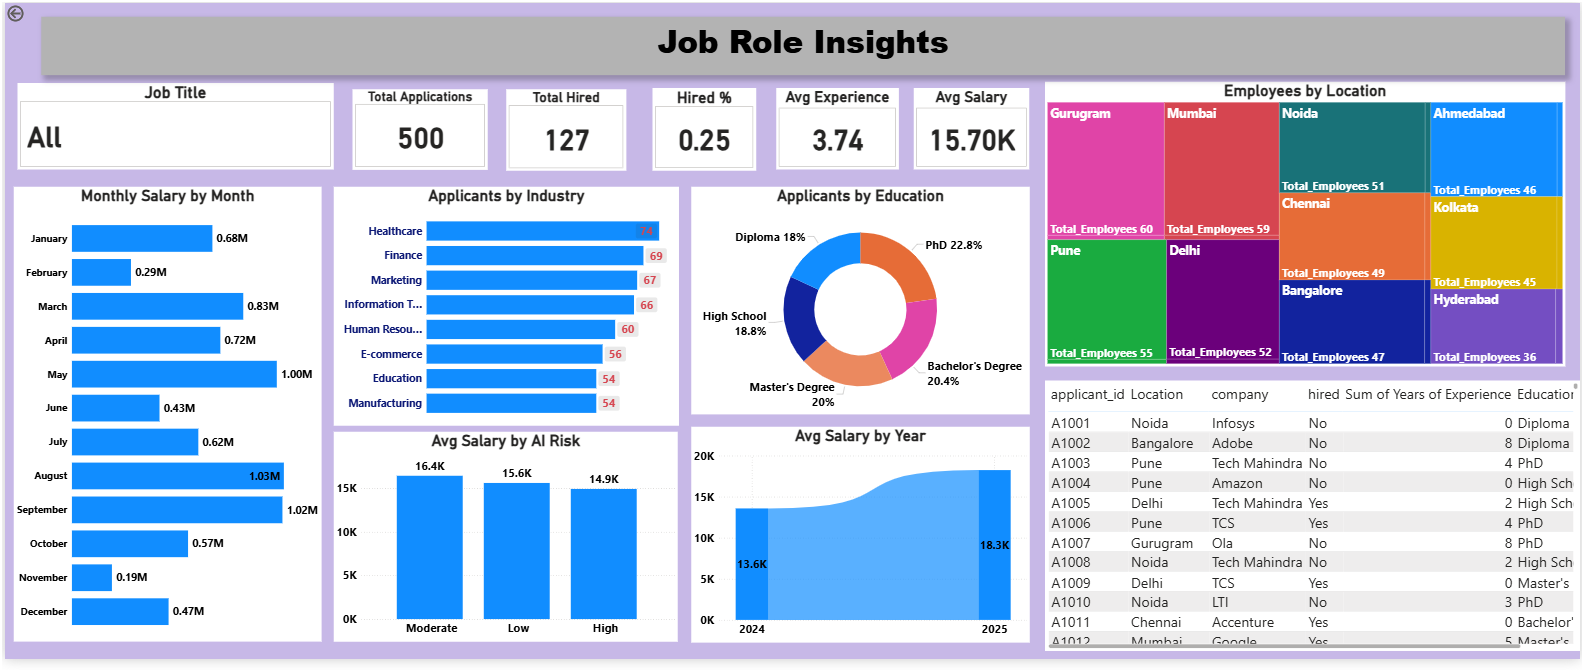 Job Role Insights
Job Title
All
Total Applications
500
Total Hired
127
Hired %
0.25
Avg Experience
3.74
Avg Salary
15.70K
Employees by Location
Gurugram
Total_Employees 60
Mumbai
Total_Employees 59
Noida
Total_Employees 51
Ahmedabad
Total_Employees 46
Chennai
Total_Employees 49
Kolkata
Total_Employees 45
Pune
Total_Employees 55
Delhi
Total_Employees 52
Bangalore
Total_Employees 47
Hyderabad
Total_Employees 36
Monthly Salary by Month
January 0.68M
February 0.29M
March 0.83M
April 0.72M
May 1.00M
June 0.43M
July 0.62M
August 1.03M
September 1.02M
October 0.57M
November 0.19M
December 0.47M
Applicants by Industry
Healthcare 74
Finance 69
Marketing 67
Information T... 66
Human Resou... 60
E-commerce 56
Education 54
Manufacturing 54
Applicants by Education
Diploma 18%
PhD 22.8%
High School
18.8%
Bachelor's Degree
20.4%
Master's Degree
20%
Avg Salary by AI Risk
16.4K
15.6K
14.9K
15K
10K
5K
0K
Moderate Low High
Avg Salary by Year
20K
15K
10K
5K
0K
13.6K
18.3K
2024 2025
applicant_id Location company hired Sum of Years of Experience Education
A1001 Noida Infosys No 0 Diploma
A1002 Bangalore Adobe No 8 Diploma
A1003 Pune Tech Mahindra No 4 PhD
A1004 Pune Amazon No 0 High Sch
A1005 Delhi Tech Mahindra Yes 2 High Sch
A1006 Pune TCS Yes 4 PhD
A1007 Gurugram Ola No 8 PhD
A1008 Noida Tech Mahindra No 2 High Sch
A1009 Delhi TCS Yes 0 Master's
A1010 Noida LTI No 3 PhD
A1011 Chennai Accenture Yes 0 Bachelor'
A1012 Mumbai Google Yes 5 Master's